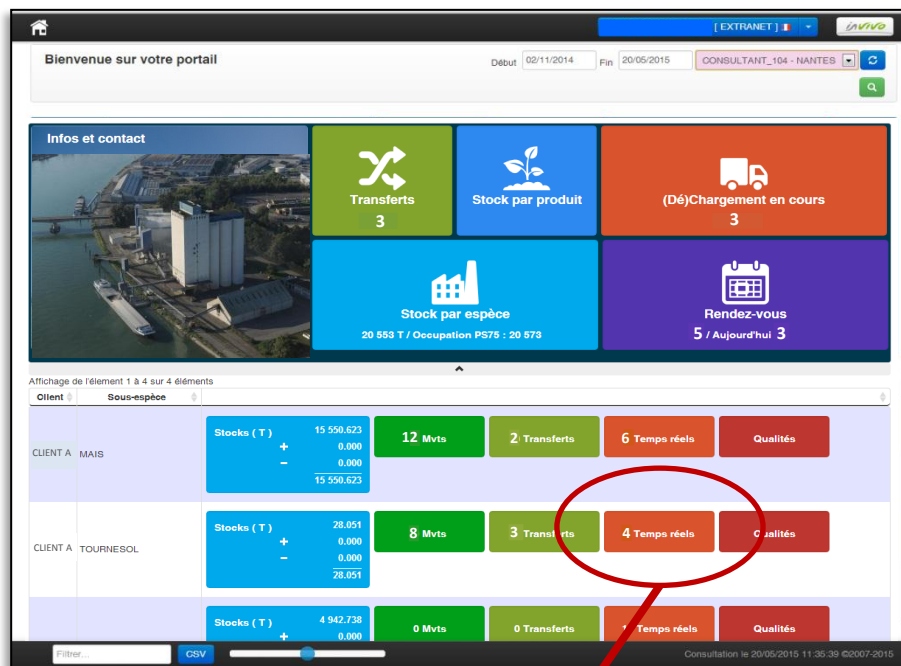 [ EXTRANET ]
invivo
Bienvenue sur votre portail
Début 02/11/2014 Fin 20/05/2015 CONSULTANT_104 - NANTES
Infos et contact
Transferts
3
Stock par produit
(Dé)Chargement en cours
3
Stock par espèce
20 553 T / Occupation PS75 : 20 573
Rendez-vous
5 / Aujourd'hui 3
Affichage de l'élement 1 à 4 sur 4 éléments
Client Sous-espèce
CLIENT A MAIS
Stocks ( T ) 15 550.623
+ 0.000
− 0.000
15 550.623
12 Mvts
2 Transferts
6 Temps réels
Qualités
CLIENT A TOURNESOL
Stocks ( T ) 28.051
+ 0.000
− 0.000
28.051
8 Mvts
3 Transferts
4 Temps réels
Qualités
Stocks ( T ) 4 942.738
+ 0.000
0 Mvts
0 Transferts
Temps réels
Qualités
Filtrer...
CSV
Consultation le 20/05/2015 11:35:39 ©2007-2015